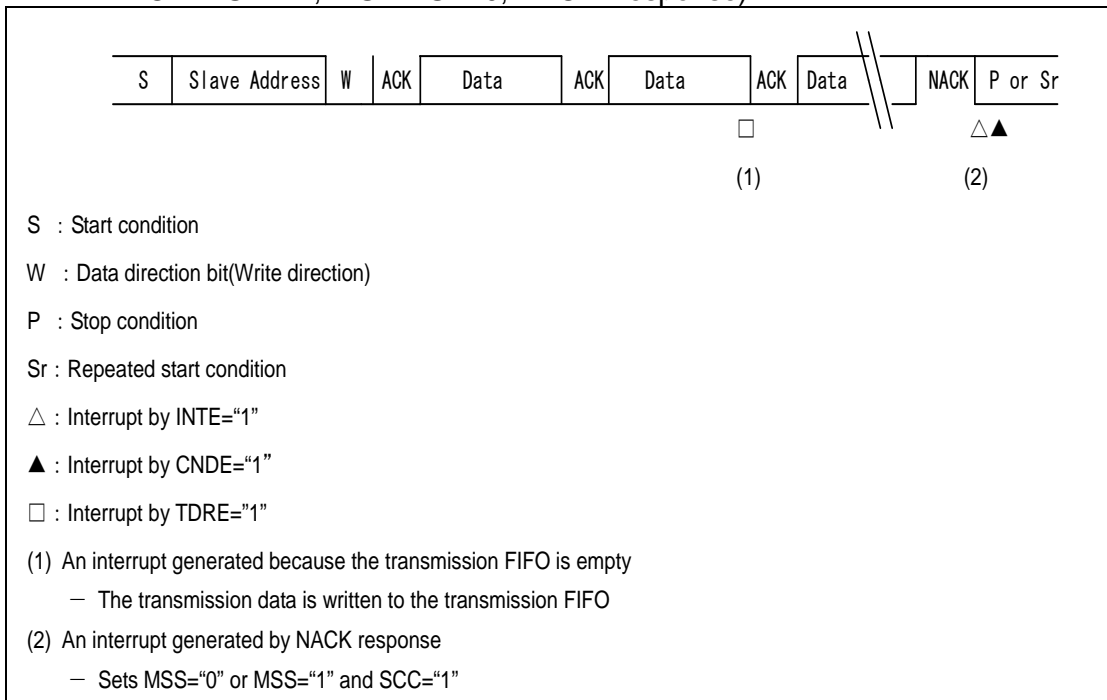 S Slave Address W ACK Data ACK Data ACK Data NACK P or Sr
□ △▲
(1) (2)
S : Start condition
W : Data direction bit(Write direction)
P : Stop condition
Sr : Repeated start condition
△ : Interrupt by INTE=“1”
▲ : Interrupt by CNDE=“1”
□ : Interrupt by TDRE=”1”
(1) An interrupt generated because the transmission FIFO is empty
－ The transmission data is written to the transmission FIFO
(2) An interrupt generated by NACK response
－ Sets MSS=“0” or MSS=“1” and SCC=“1”